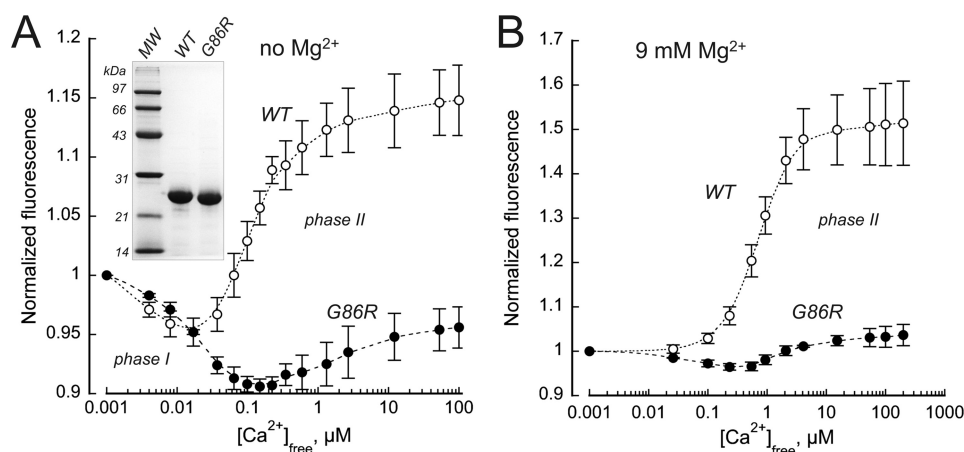 A
MW
WT
G86R
kDa
97
66
43
31
21
14
no Mg²⁺
WT
phase II
G86R
phase I
Normalized fluorescence
1.2
1.15
1.1
1.05
1
0.95
0.9
0.001
0.01
0.1
1
10
100
[Ca²⁺]free, µM
B
9 mM Mg²⁺
WT
phase II
G86R
Normalized fluorescence
1.7
1.6
1.5
1.4
1.3
1.2
1.1
1
0.9
0.001
0.01
0.1
1
10
100
1000
[Ca²⁺]free, µM